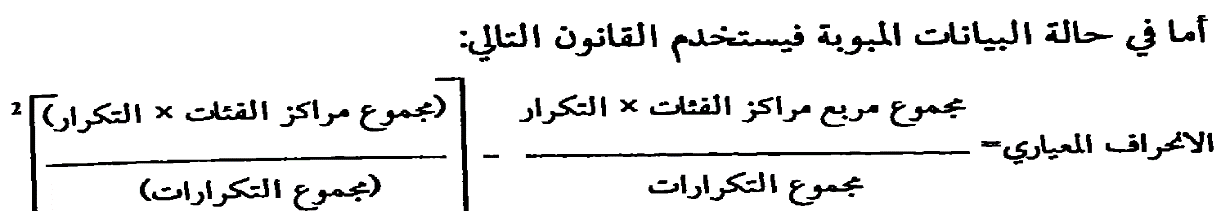 أما في حالة البيانات المبوبة فيستخدم القانون التالي:
الانحراف المعياري= مجموع مربع مراكز الفئات × التكرار / مجموع التكرارات - [(مجموع مراكز الفئات × التكرار) / (مجموع التكرارات)]²